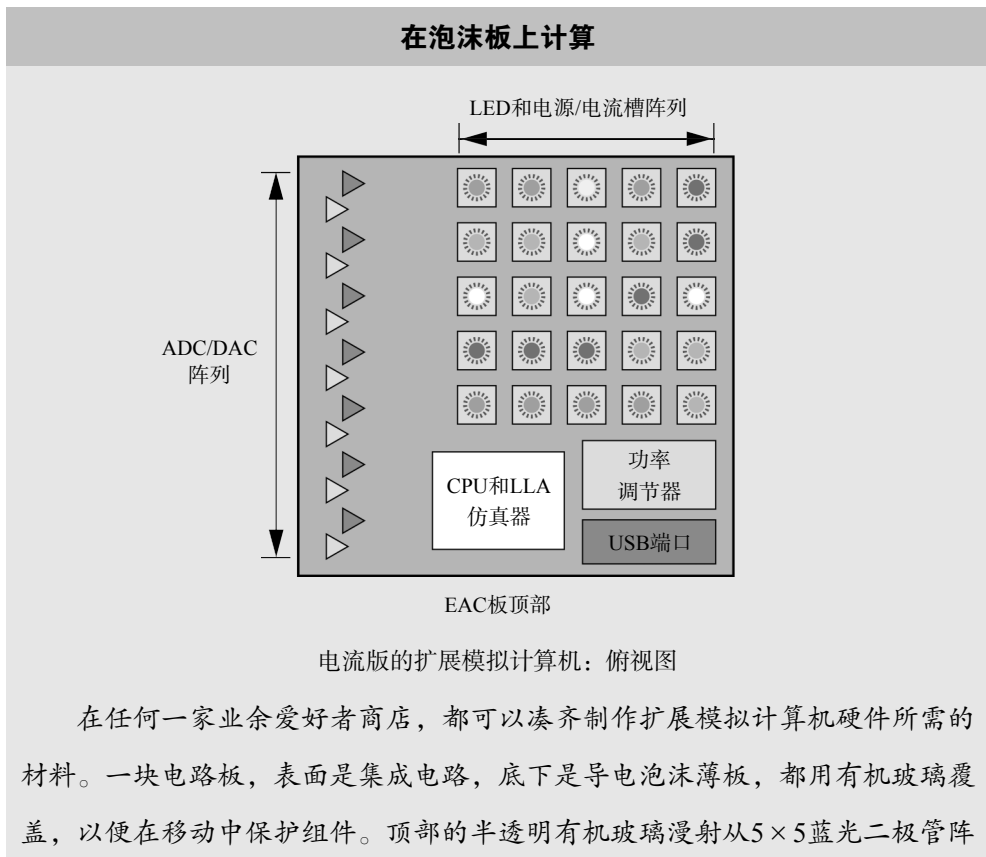 在泡沫板上计算
LED和电源/电流槽阵列
ADC/DAC
阵列
CPU和LLA
仿真器
功率
调节器
USB端口
EAC板顶部
电流版的扩展模拟计算机：俯视图
在任何一家业余爱好者商店，都可以凑齐制作扩展模拟计算机硬件所需的
材料。一块电路板，表面是集成电路，底下是导电泡沫薄板，都用有机玻璃覆
盖，以便在移动中保护组件。顶部的半透明有机玻璃漫射从5×5蓝光二极管阵